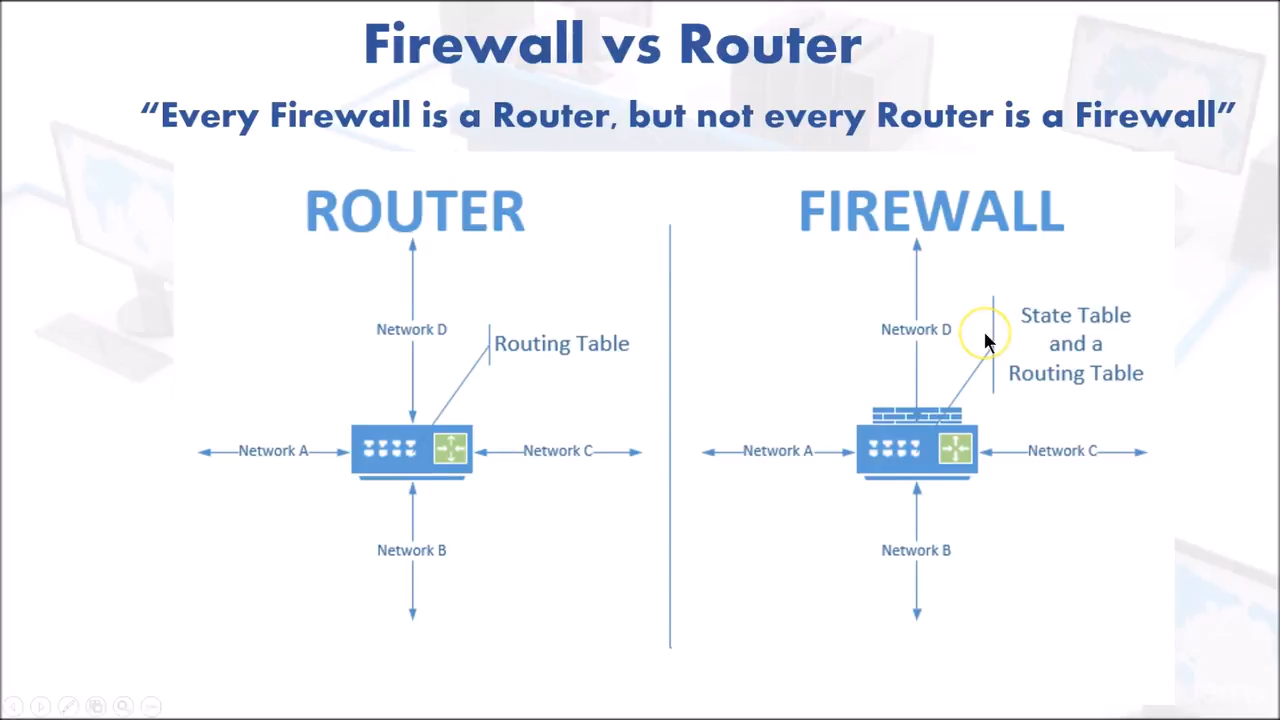 Firewall vs Router
“Every Firewall is a Router, but not every Router is a Firewall”
ROUTER
Network D
Routing Table
Network A
Network C
Network B
FIREWALL
Network D
State Table
and a
Routing Table
Network A
Network C
Network B